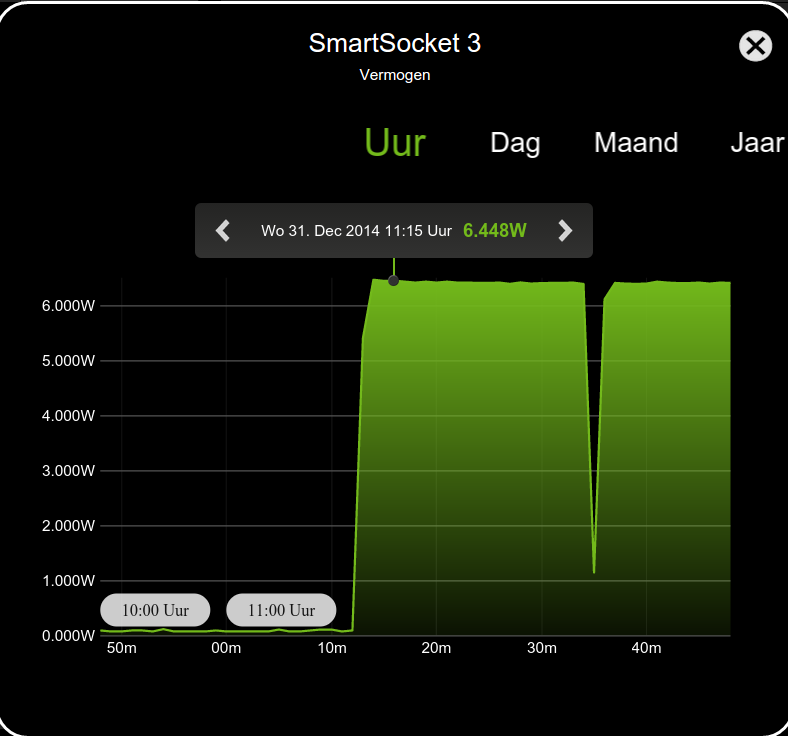 SmartSocket 3
Vermogen
Uur Dag Maand Jaar
Wo 31. Dec 2014 11:15 Uur 6.448W
6.000W
5.000W
4.000W
3.000W
2.000W
1.000W
10:00 Uur 11:00 Uur
0.000W
50m 00m 10m 20m 30m 40m